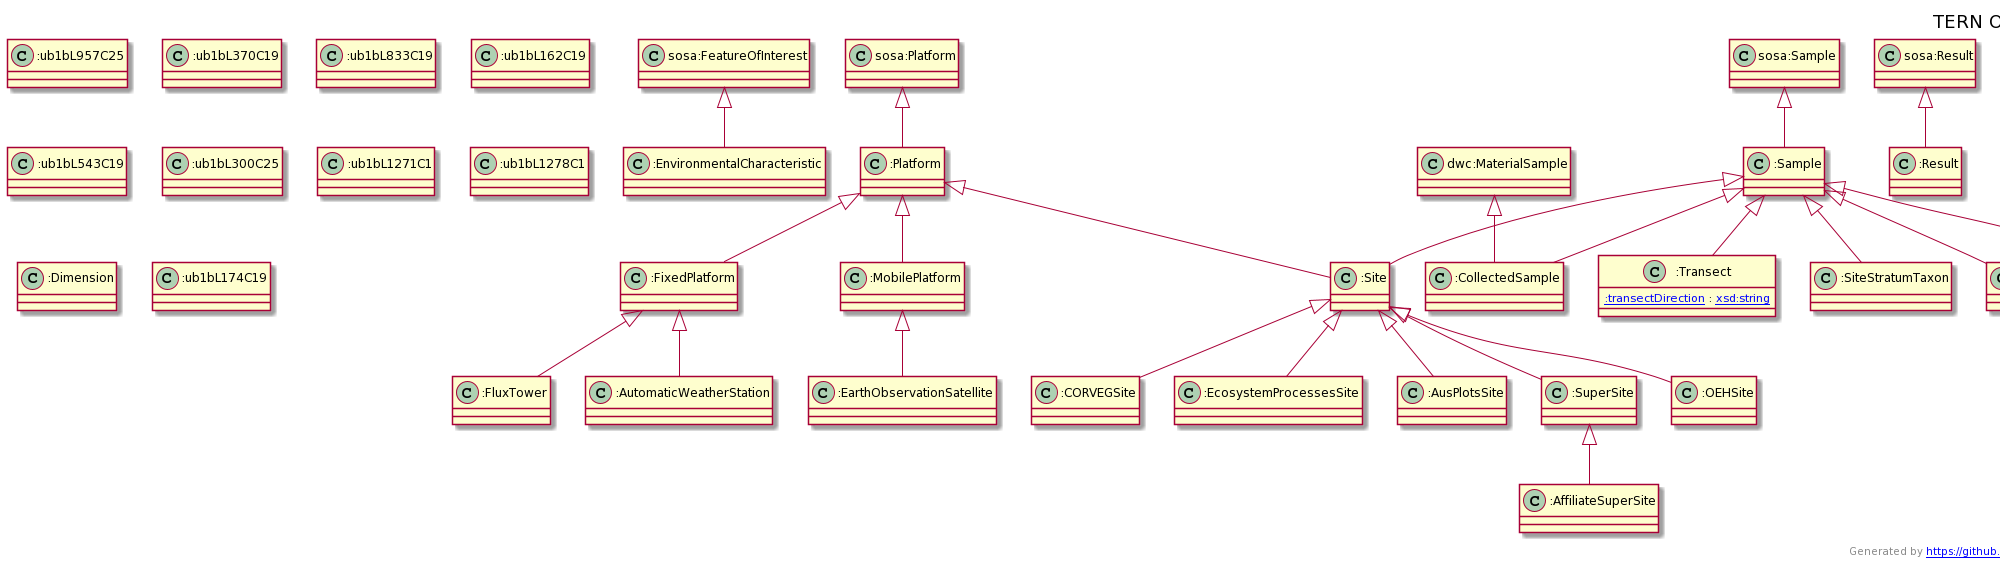 TERN O
C :ub1bL957C25
C :ub1bL370C19
C :ub1bL833C19
C :ub1bL162C19
C sosa:FeatureOfInterest
C sosa:Platform
C sosa:Sample
C sosa:Result
C :ub1bL543C19
C :ub1bL300C25
C :ub1bL1271C1
C :ub1bL1278C1
C :EnvironmentalCharacteristic
C :Platform
C dwc:MaterialSample
C :Sample
C :Result
C :Dimension
C :ub1bL174C19
C :FixedPlatform
C :MobilePlatform
C :Site
C :CollectedSample
C :Transect
:transectDirection : xsd:string
C :SiteStratumTaxon
C :FluxTower
C :AutomaticWeatherStation
C :EarthObservationSatellite
C :CORVEGSite
C :EcosystemProcessesSite
C :AusPlotsSite
C :SuperSite
C :OEHSite
C :AffiliateSuperSite
Generated by https://github.